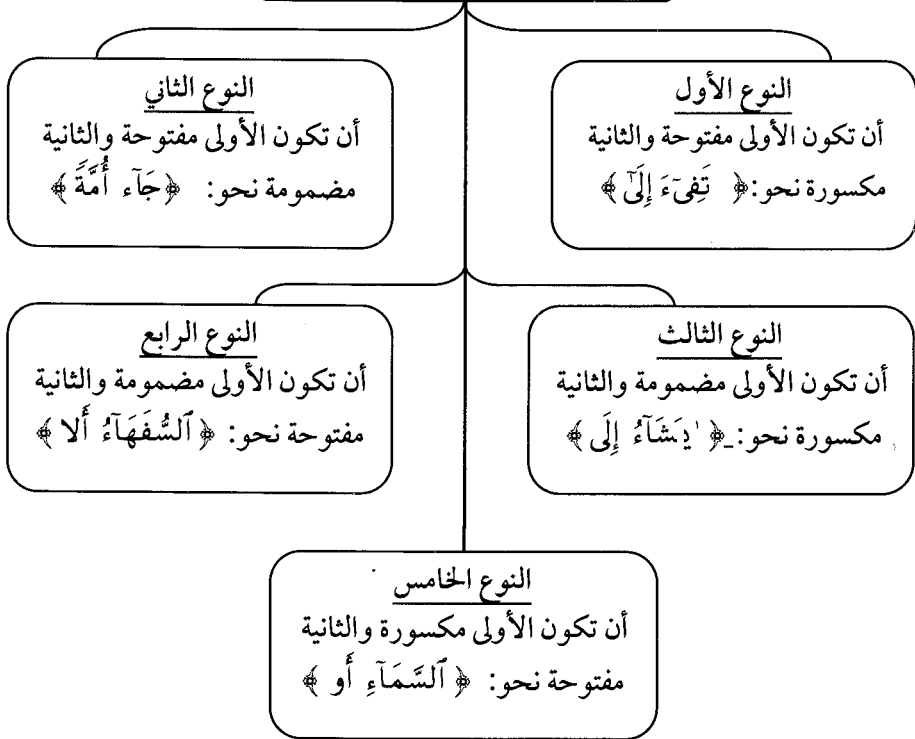 النوع الأول
أن تكون الأولى مفتوحة والثانية
مكسورة نحو: ﴿ تَفِىٓءَ إِلَىٰٓ ﴾
النوع الثاني
أن تكون الأولى مفتوحة والثانية
مضمومة نحو: ﴿جَآءَ أُمَّةً﴾
النوع الثالث
أن تكون الأولى مضمومة والثانية
مكسورة نحو: ﴿ يَشَآءُ إِلَى ﴾
النوع الرابع
أن تكون الأولى مضمومة والثانية
مفتوحة نحو: ﴿ ٱلسُّفَهَآءُ أَلا ﴾
النوع الخامس
أن تكون الأولى مكسورة والثانية
مفتوحة نحو: ﴿ ٱلسَّمَآءِ أَو ﴾